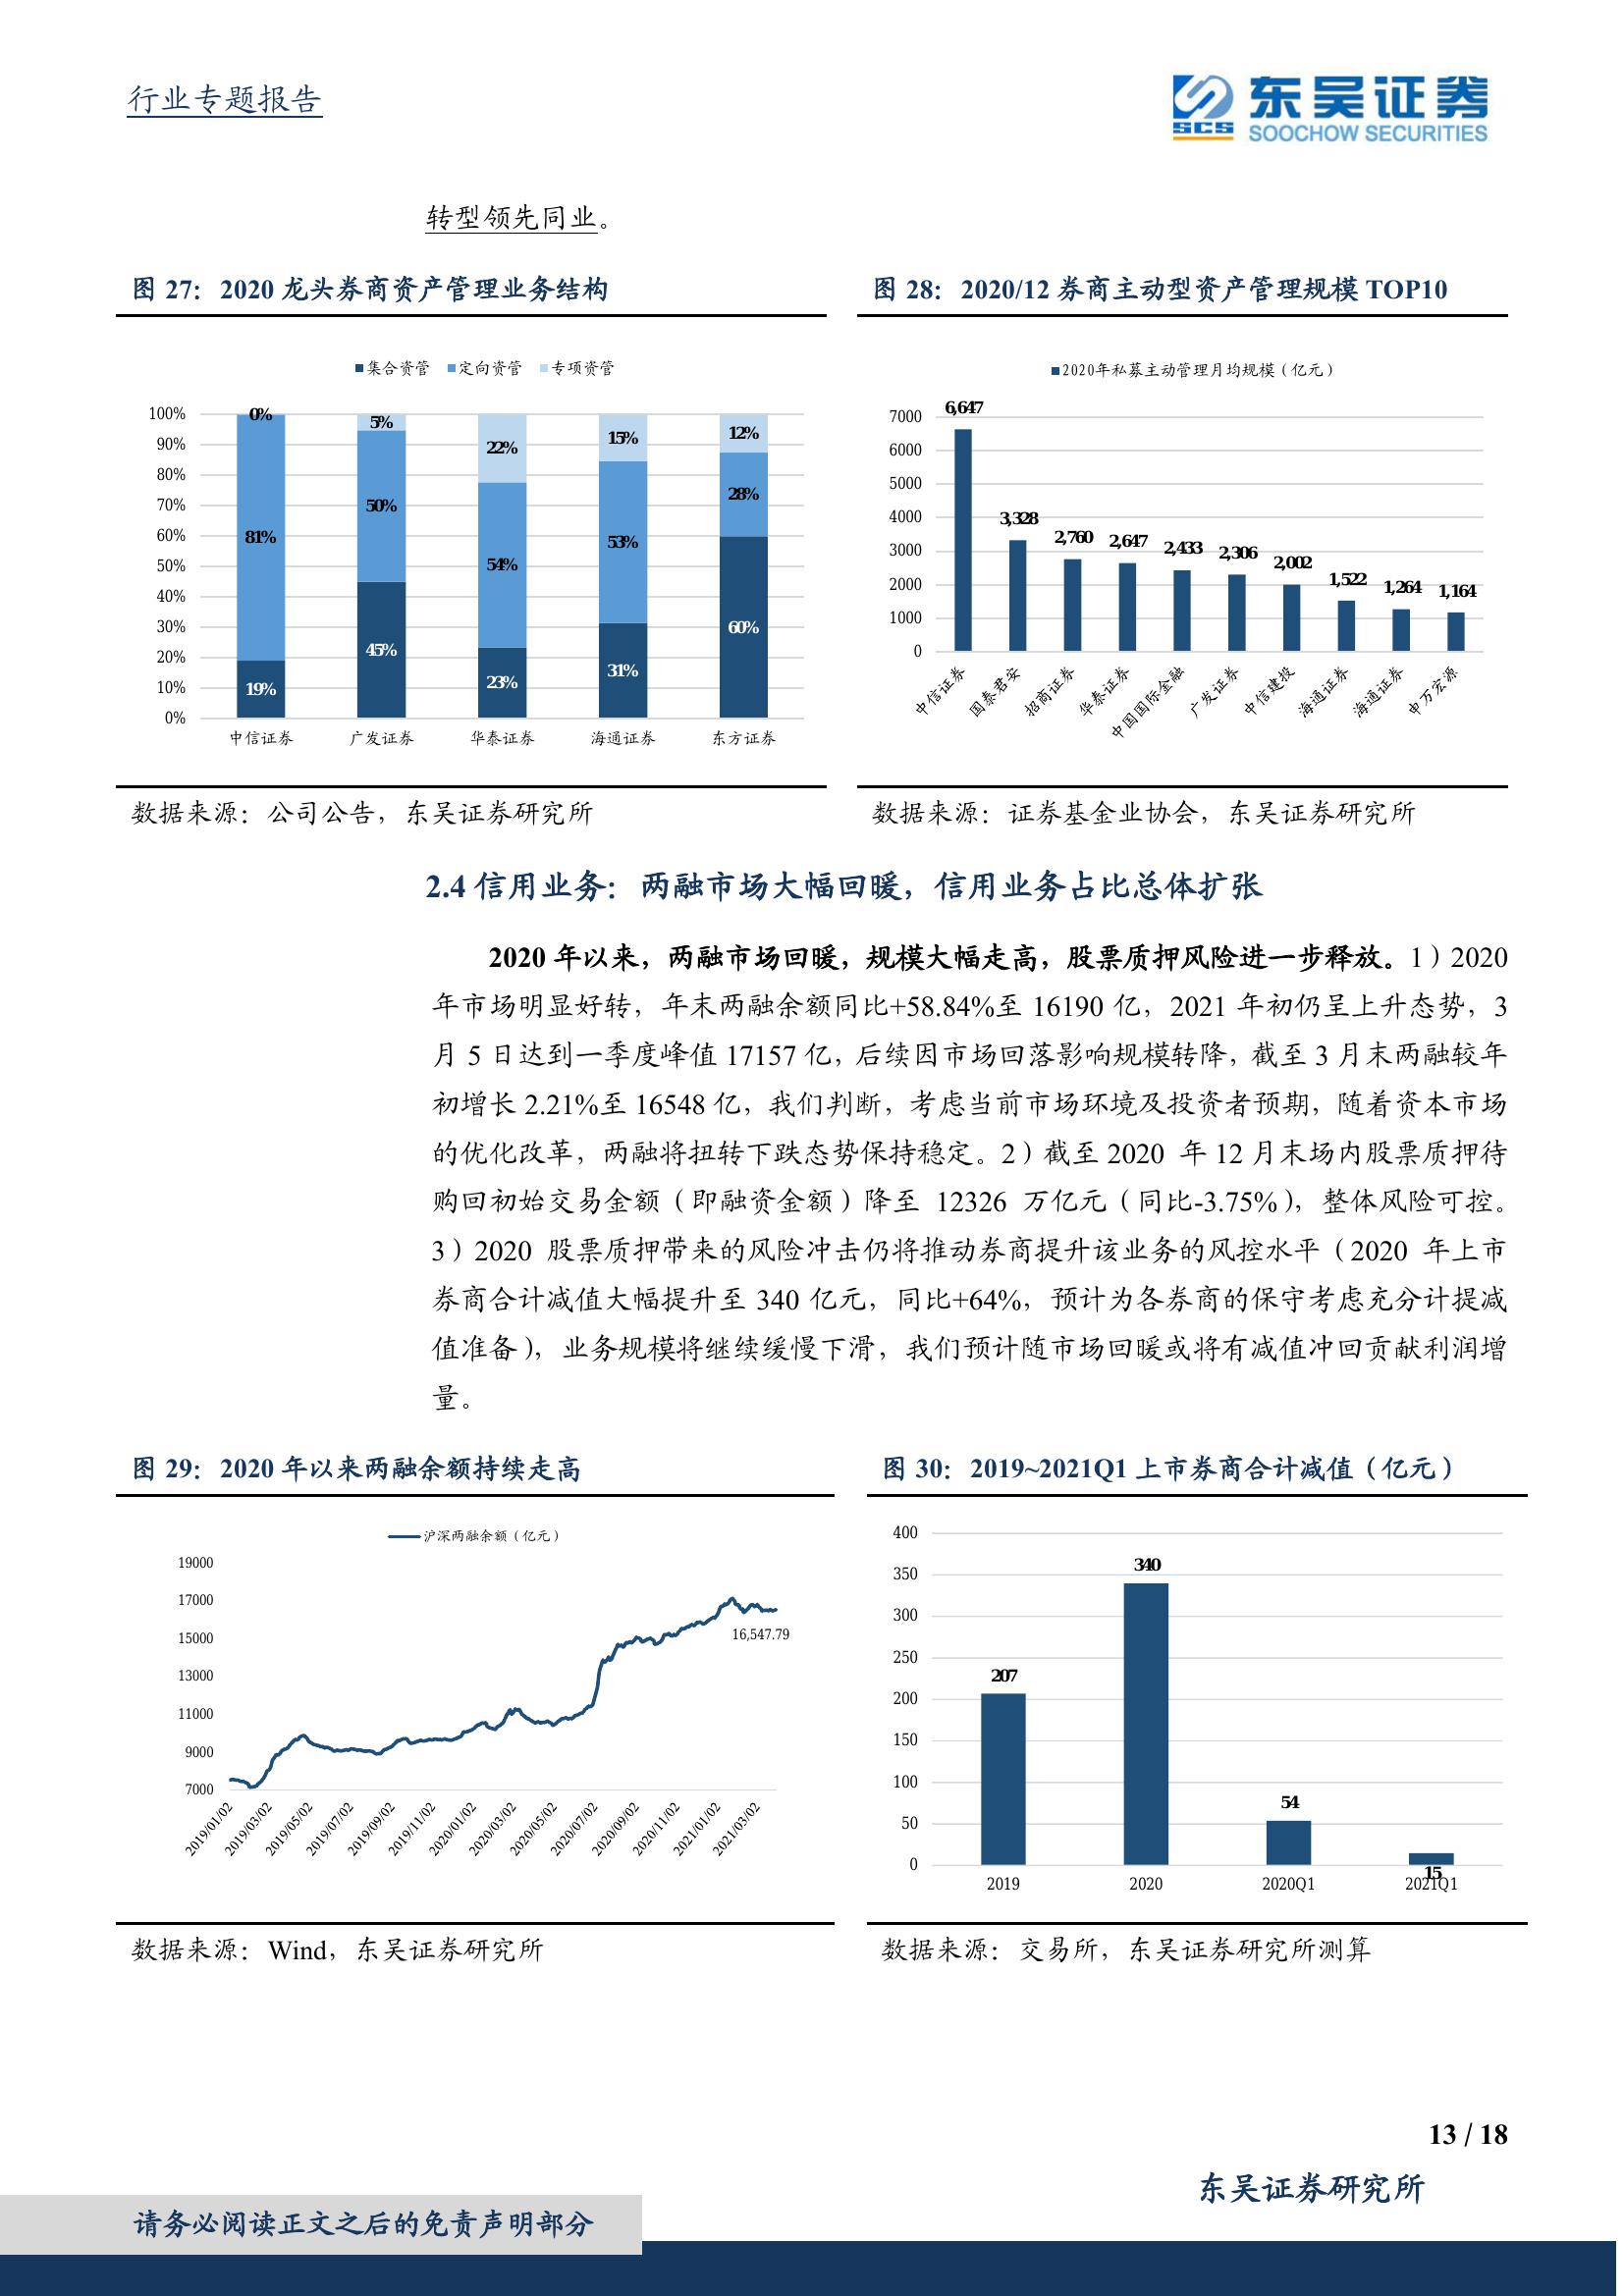 行业专题报告
SCS
东吴证券
SOOCHOW SECURITIES
转型领先同业。
图 27：2020 龙头券商资产管理业务结构
集合资管 定向资管 专项资管
100%
90%
80%
70%
60%
50%
40%
30%
20%
10%
0%
0% 5% 22% 15% 12%
81% 50% 54% 53% 28%
19% 45% 23% 31% 60%
中信证券 广发证券 华泰证券 海通证券 东方证券
数据来源：公司公告，东吴证券研究所
图 28：2020/12 券商主动型资产管理规模 TOP10
2020年私募主动管理月均规模（亿元）
7000
6000
5000
4000
3000
2000
1000
0
6,647 3,328 2,760 2,647 2,433 2,306 2,002 1,522 1,264 1,164
中信证券 国泰君安 招商证券 华泰证券 中国国际金融 广发证券 中信建投 海通证券 海通证券 申万宏源
数据来源：证券基金业协会，东吴证券研究所
2.4 信用业务：两融市场大幅回暖，信用业务占比总体扩张
2020 年以来，两融市场回暖，规模大幅走高，股票质押风险进一步释放。1）2020
年市场明显好转，年末两融余额同比+58.84%至 16190 亿，2021 年初仍呈上升态势，3
月 5 日达到一季度峰值 17157 亿，后续因市场回落影响规模转降，截至 3 月末两融较年
初增长 2.21%至 16548 亿，我们判断，考虑当前市场环境及投资者预期，随着资本市场
的优化改革，两融将扭转下跌态势保持稳定。2）截至 2020 年 12 月末场内股票质押待
购回初始交易金额（即融资金额）降至 12326 万亿元（同比-3.75%），整体风险可控。
3）2020 股票质押带来的风险冲击仍将推动券商提升该业务的风控水平（2020 年上市
券商合计减值大幅提升至 340 亿元，同比+64%，预计为各券商的保守考虑充分计提减
值准备），业务规模将继续缓慢下滑，我们预计随市场回暖或将有减值冲回贡献利润增
量。
图 29：2020 年以来两融余额持续走高
沪深两融余额（亿元）
19000
17000
15000
13000
11000
9000
7000
16,547.79
2019/01/02 2019/03/02 2019/05/02 2019/07/02 2019/09/02 2019/11/02 2020/01/02 2020/03/02 2020/05/02 2020/07/02 2020/09/02 2020/11/02 2021/01/02 2021/03/02
数据来源：Wind，东吴证券研究所
图 30：2019~2021Q1 上市券商合计减值（亿元）
400
350
300
250
200
150
100
50
0
207 340 54 15
2019 2020 2020Q1 2021Q1
数据来源：交易所，东吴证券研究所测算
13 / 18
东吴证券研究所
请务必阅读正文之后的免责声明部分